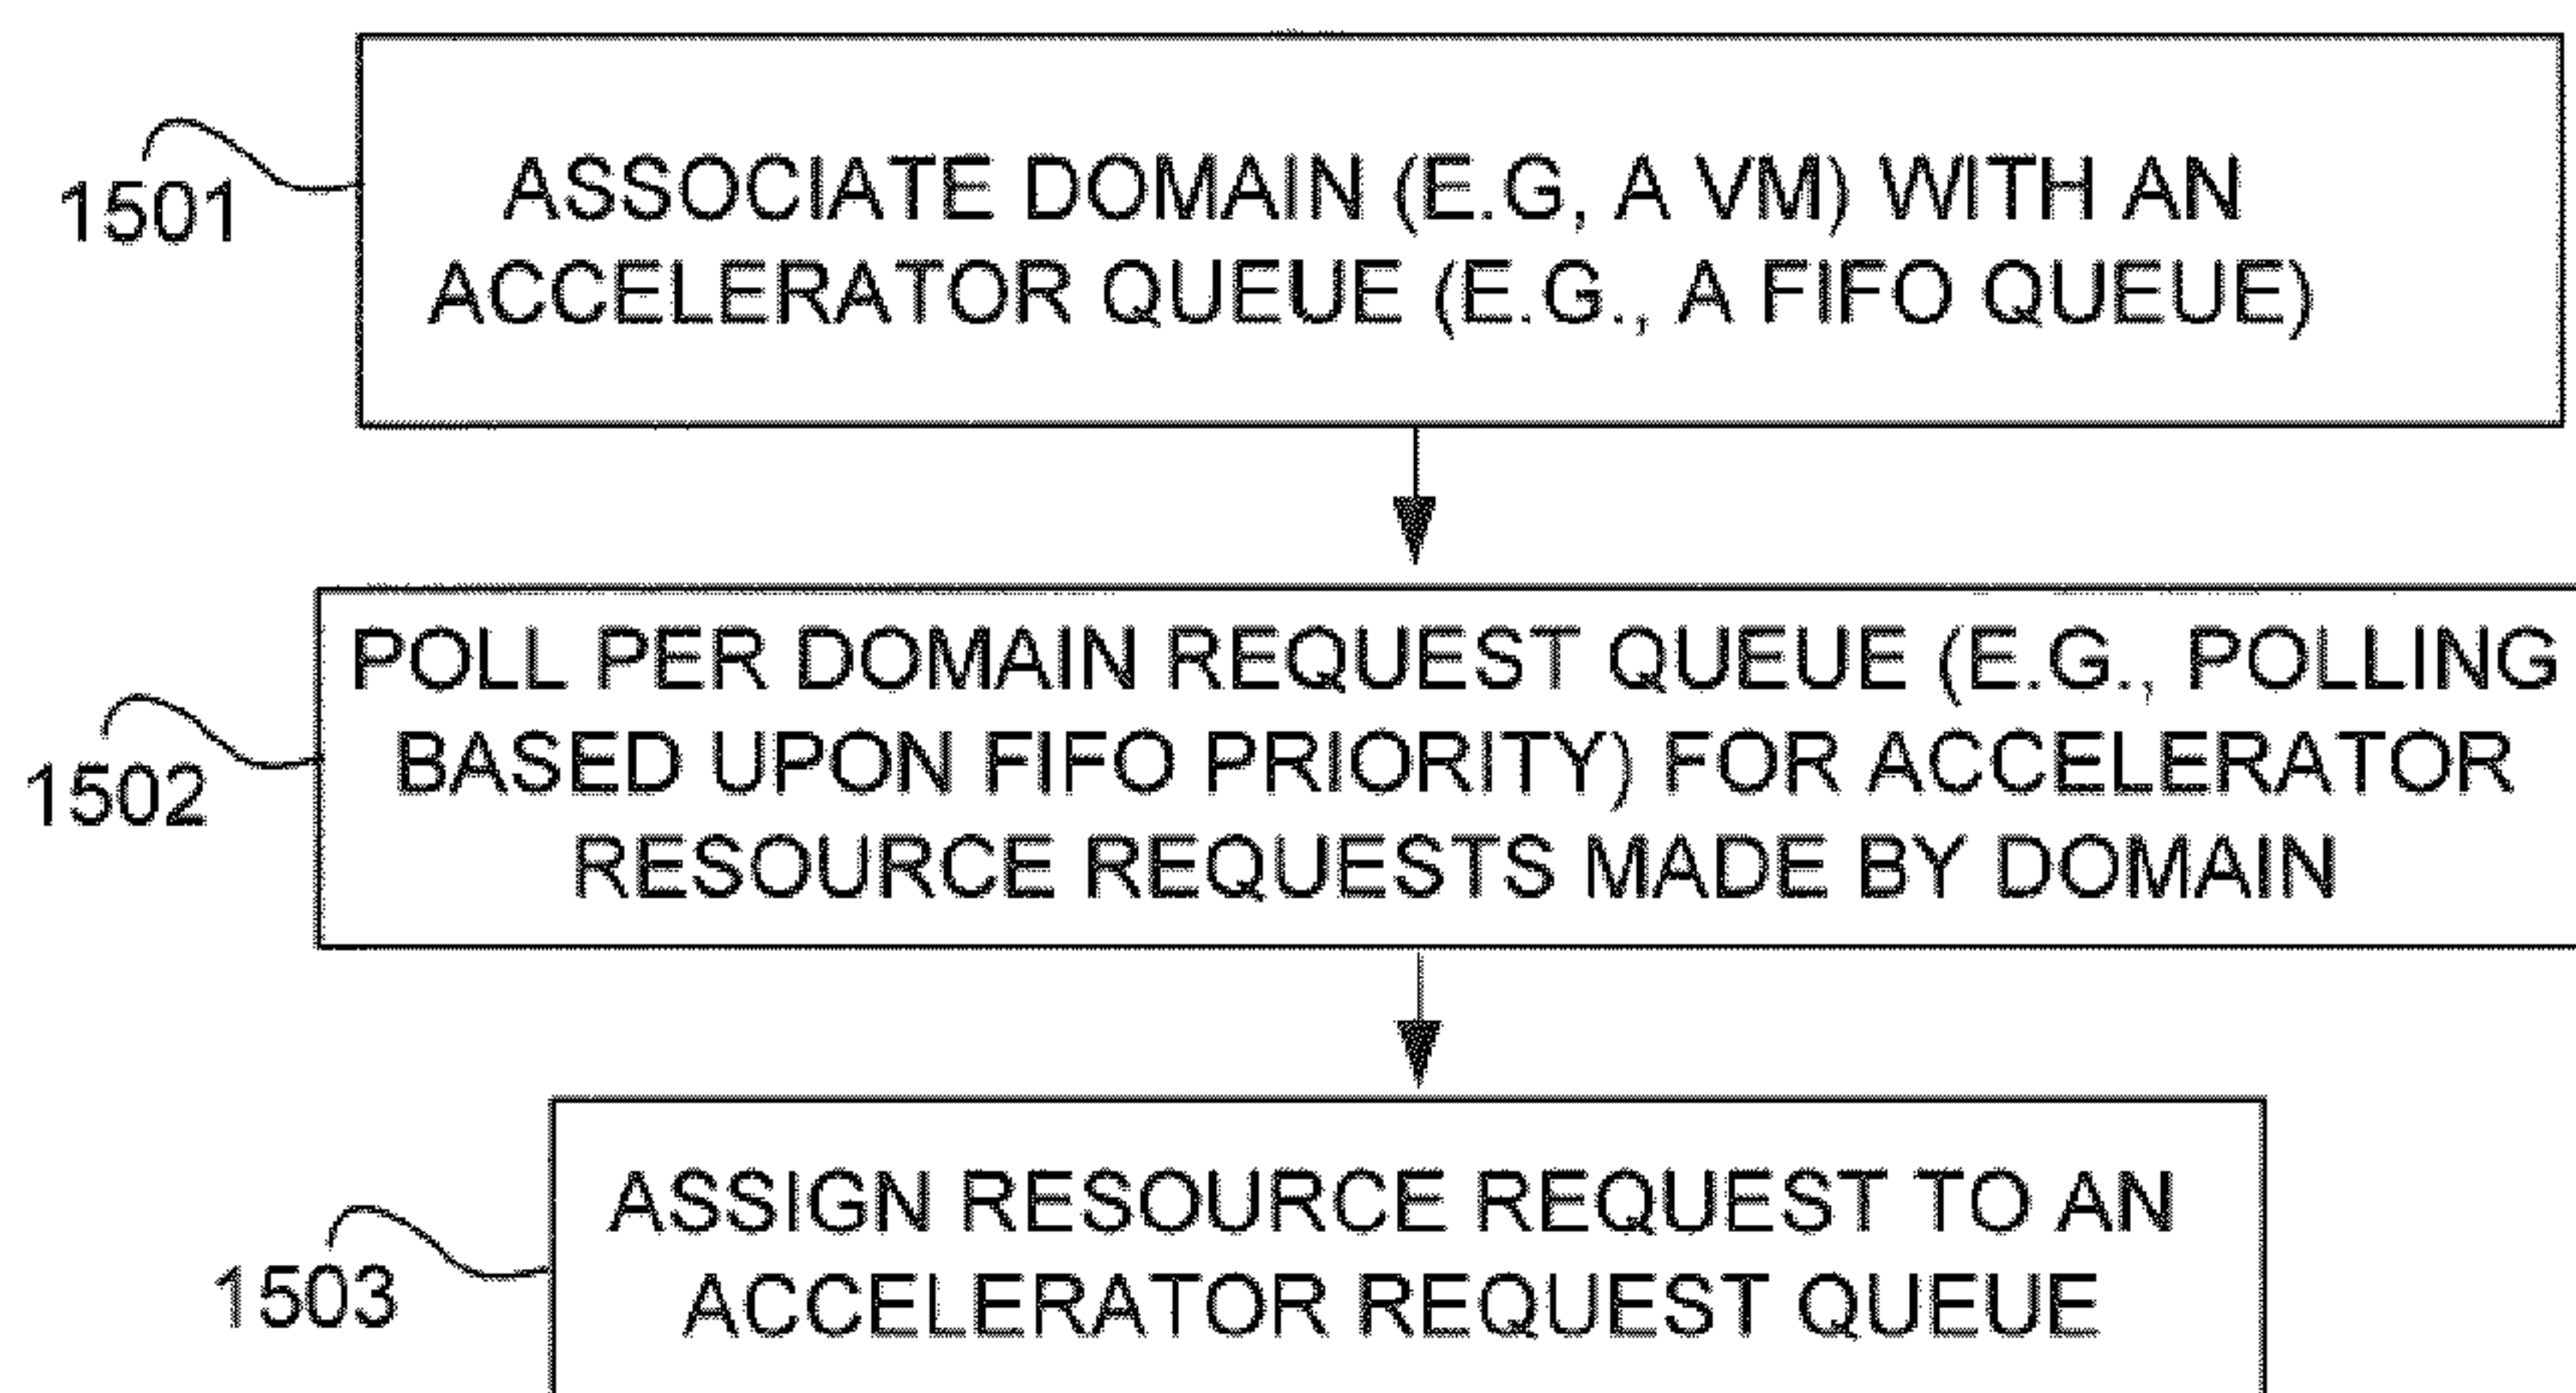 1501
ASSOCIATE DOMAIN (E.G, A VM) WITH AN
ACCELERATOR QUEUE (E.G., A FIFO QUEUE)
1502
POLL PER DOMAIN REQUEST QUEUE (E.G., POLLING
BASED UPON FIFO PRIORITY) FOR ACCELERATOR
RESOURCE REQUESTS MADE BY DOMAIN
1503
ASSIGN RESOURCE REQUEST TO AN
ACCELERATOR REQUEST QUEUE